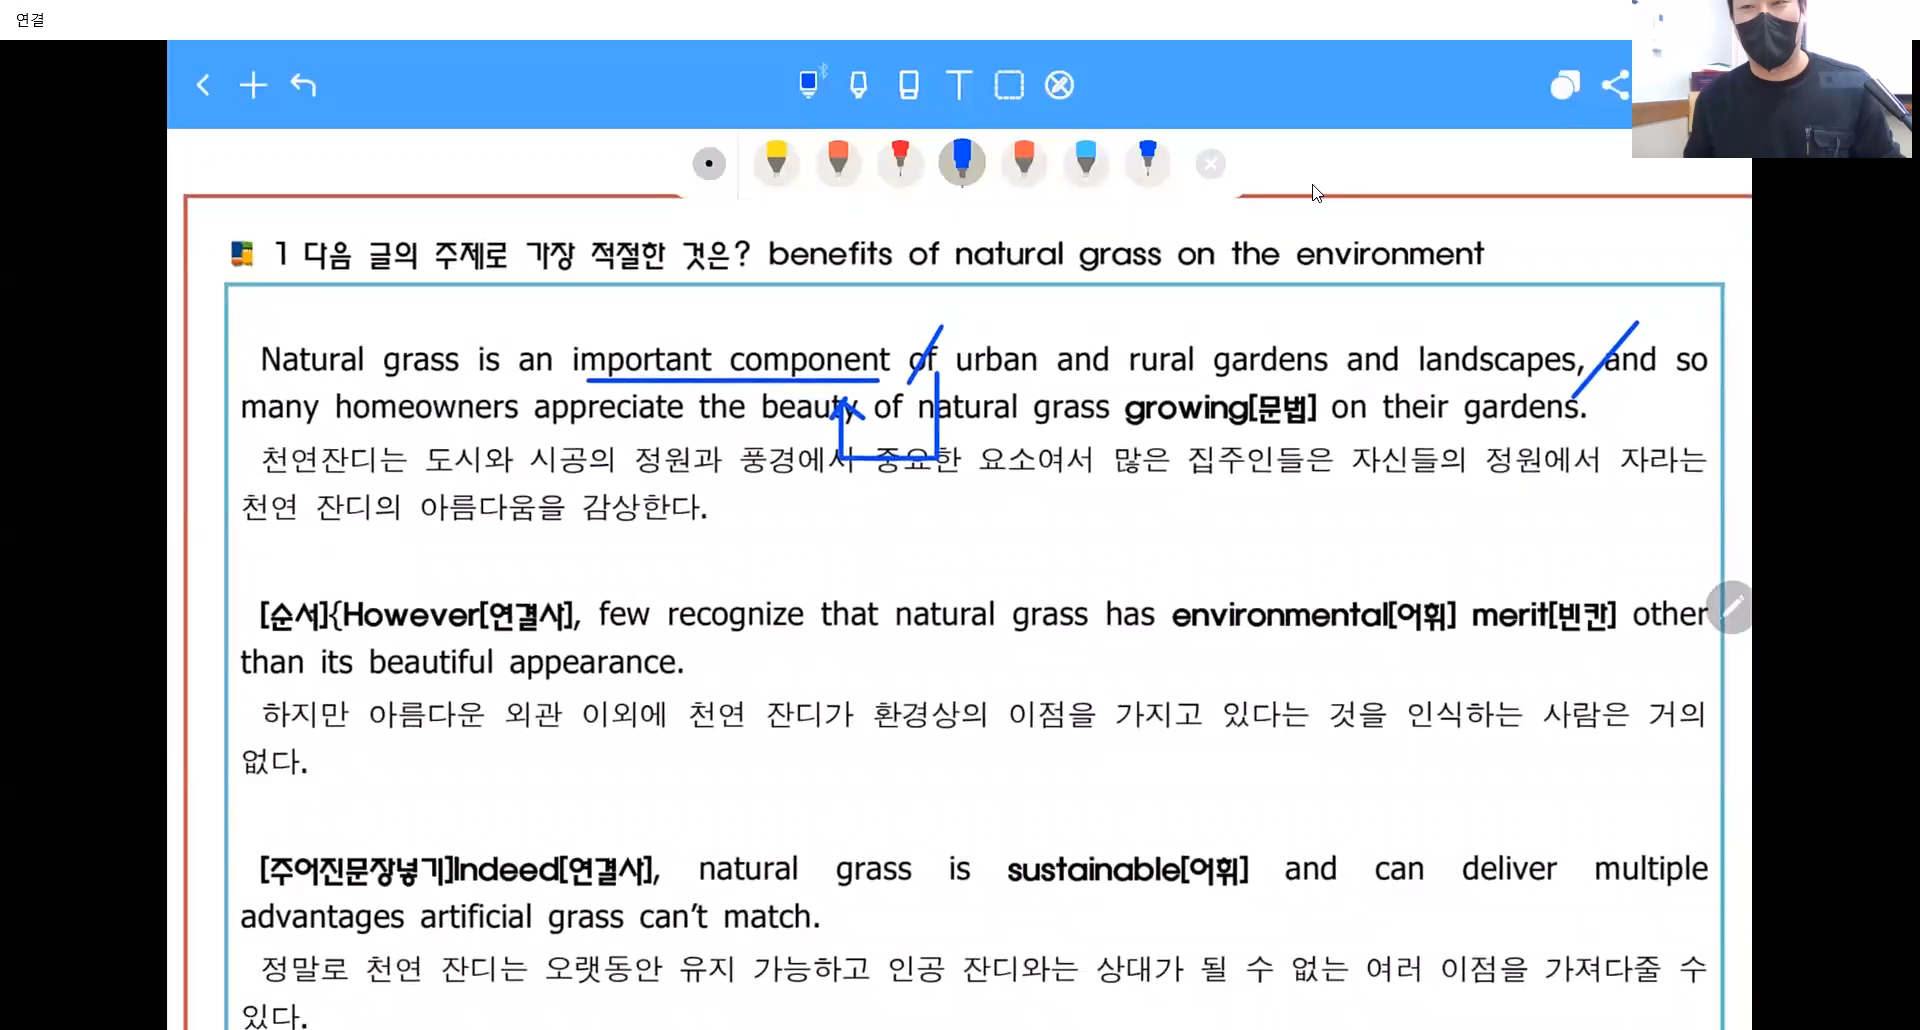 연결
1 다음 글의 주제로 가장 적절한 것은? benefits of natural grass on the environment
Natural grass is an important component of urban and rural gardens and landscapes, and so
many homeowners appreciate the beauty of natural grass growing[문법] on their gardens.
천연잔디는 도시와 시공의 정원과 풍경에서 중요한 요소여서 많은 집주인들은 자신들의 정원에서 자라는
천연 잔디의 아름다움을 감상한다.
[순서]{However[연결사], few recognize that natural grass has environmental[어휘] merit[빈칸] other
than its beautiful appearance.
하지만 아름다운 외관 이외에 천연 잔디가 환경상의 이점을 가지고 있다는 것을 인식하는 사람은 거의
없다.
[주어진문장넣기]Indeed[연결사], natural grass is sustainable[어휘] and can deliver multiple
advantages artificial grass can't match.
정말로 천연 잔디는 오랫동안 유지 가능하고 인공 잔디와는 상대가 될 수 없는 여러 이점을 가져다줄 수
있다.